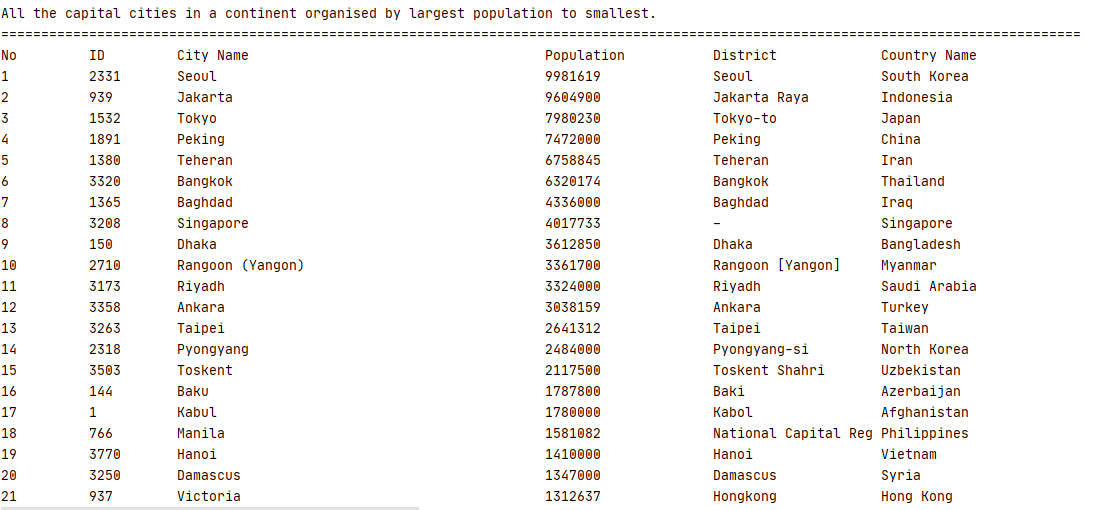 All the capital cities in a continent organised by largest population to smallest.
=======================================================================================================================================
No ID City Name Population District Country Name
1 2331 Seoul 9981619 Seoul South Korea
2 939 Jakarta 9604900 Jakarta Raya Indonesia
3 1532 Tokyo 7980230 Tokyo-to Japan
4 1891 Peking 7472000 Peking China
5 1380 Teheran 6758845 Teheran Iran
6 3320 Bangkok 6320174 Bangkok Thailand
7 1365 Baghdad 4336000 Baghdad Iraq
8 3208 Singapore 4017733 – Singapore
9 150 Dhaka 3612850 Dhaka Bangladesh
10 2710 Rangoon (Yangon) 3361700 Rangoon [Yangon] Myanmar
11 3173 Riyadh 3324000 Riyadh Saudi Arabia
12 3358 Ankara 3038159 Ankara Turkey
13 3263 Taipei 2641312 Taipei Taiwan
14 2318 Pyongyang 2484000 Pyongyang-si North Korea
15 3503 Toskent 2117500 Toskent Shahri Uzbekistan
16 144 Baku 1787800 Baki Azerbaijan
17 1 Kabul 1780000 Kabol Afghanistan
18 766 Manila 1581082 National Capital Reg Philippines
19 3770 Hanoi 1410000 Hanoi Vietnam
20 3250 Damascus 1347000 Damascus Syria
21 937 Victoria 1312637 Hongkong Hong Kong